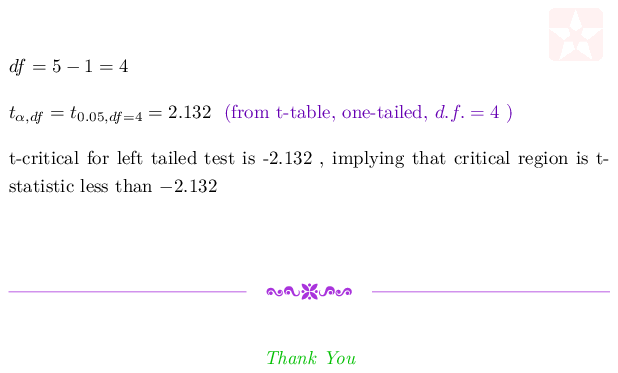 df = 5 − 1 = 4
t_{α,df} = t_{0.05,df=4} = 2.132 (from t-table, one-tailed, d.f. = 4 )
t-critical for left tailed test is -2.132 , implying that critical region is t-
statistic less than −2.132
Thank You